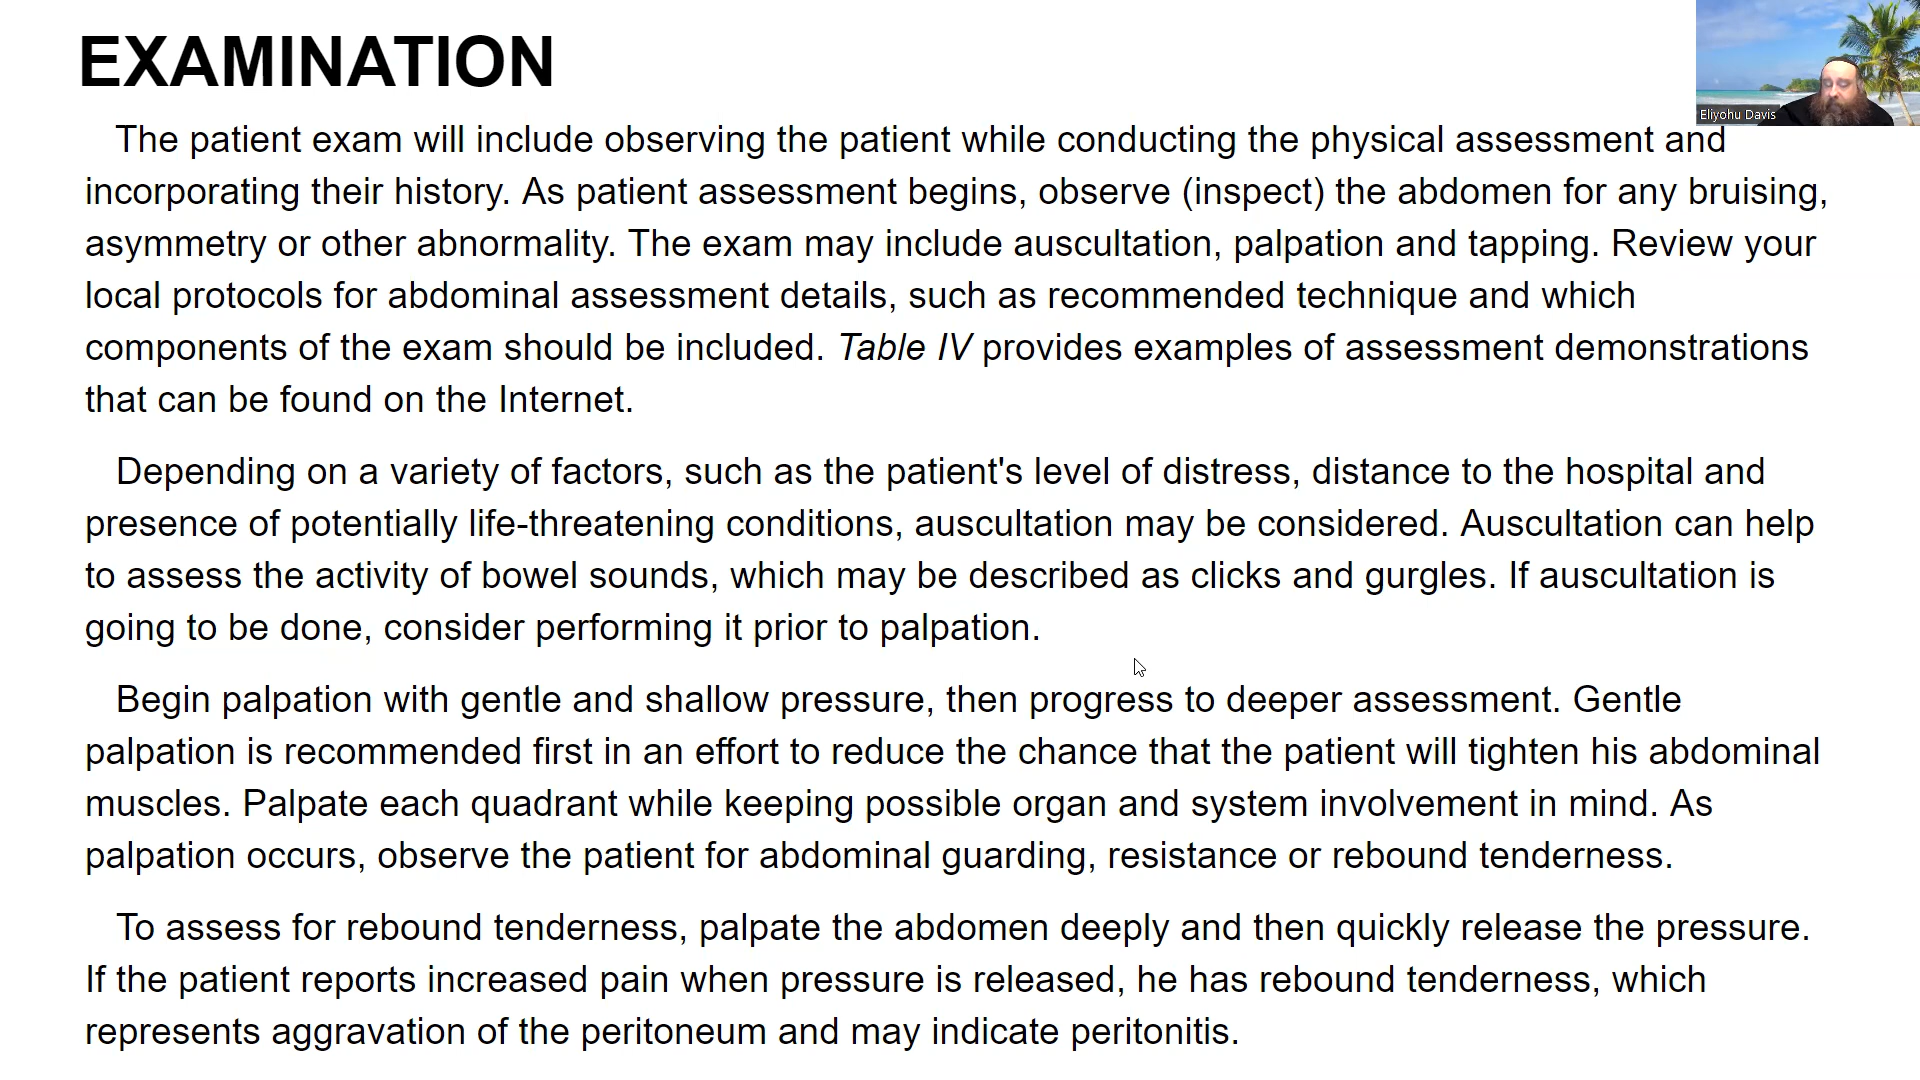 EXAMINATION
Eliyohu Davis
The patient exam will include observing the patient while conducting the physical assessment and
incorporating their history. As patient assessment begins, observe (inspect) the abdomen for any bruising,
asymmetry or other abnormality. The exam may include auscultation, palpation and tapping. Review your
local protocols for abdominal assessment details, such as recommended technique and which
components of the exam should be included. Table IV provides examples of assessment demonstrations
that can be found on the Internet.
Depending on a variety of factors, such as the patient's level of distress, distance to the hospital and
presence of potentially life-threatening conditions, auscultation may be considered. Auscultation can help
to assess the activity of bowel sounds, which may be described as clicks and gurgles. If auscultation is
going to be done, consider performing it prior to palpation.
Begin palpation with gentle and shallow pressure, then progress to deeper assessment. Gentle
palpation is recommended first in an effort to reduce the chance that the patient will tighten his abdominal
muscles. Palpate each quadrant while keeping possible organ and system involvement in mind. As
palpation occurs, observe the patient for abdominal guarding, resistance or rebound tenderness.
To assess for rebound tenderness, palpate the abdomen deeply and then quickly release the pressure.
If the patient reports increased pain when pressure is released, he has rebound tenderness, which
represents aggravation of the peritoneum and may indicate peritonitis.